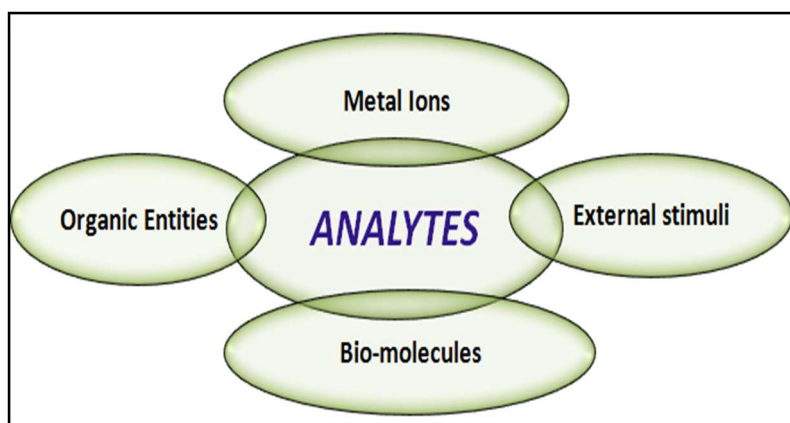 Metal Ions
Organic Entities
ANALYTES
External stimuli
Bio-molecules